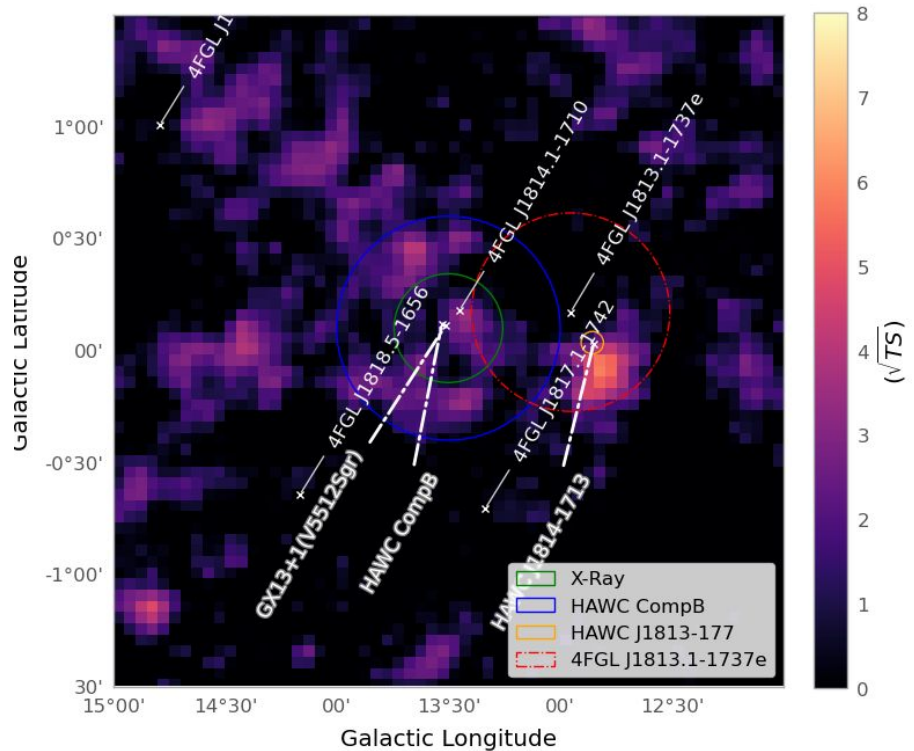 4FGL J1
8
7
6
5
4
3
2
1
0
(√TS)
1°00'
0°30'
00'
-0°30'
-1°00'
30'
Galactic Latitude
4FGL J1814.1-1710
4FGL J1813.1-1737e
4FGL J1818.5-1656
4FGL J1817.1-1742
GX13+1(V5512Sgr)
HAWC CompB
HAWC J1814-1713
X-Ray
HAWC CompB
HAWC J1813-177
4FGL J1813.1-1737e
15°00' 14°30' 00' 13°30' 00' 12°30'
Galactic Longitude